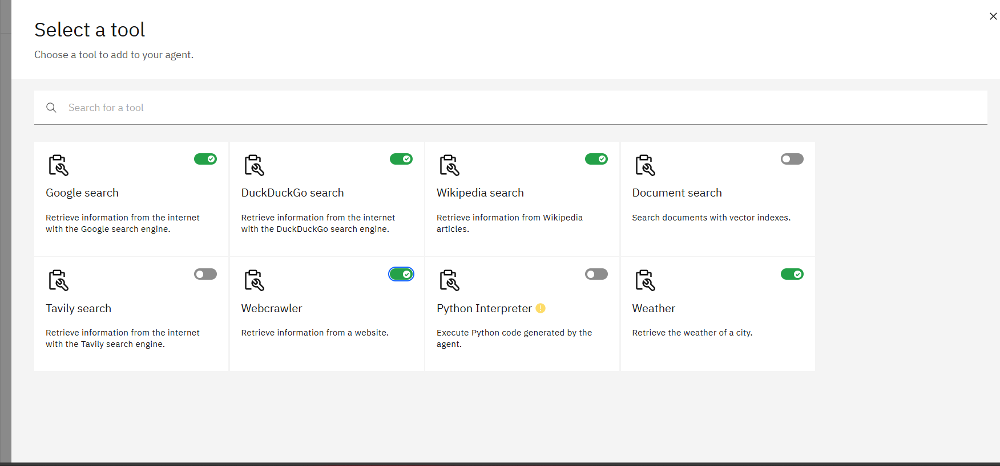 Select a tool
Choose a tool to add to your agent.
Search for a tool
Google search
Retrieve information from the internet
with the Google search engine.
DuckDuckGo search
Retrieve information from the internet
with the DuckDuckGo search engine.
Wikipedia search
Retrieve information from Wikipedia
articles.
Document search
Search documents with vector indexes.
Tavily search
Retrieve information from the internet
with the Tavily search engine.
Webcrawler
Retrieve information from a website.
Python Interpreter
Execute Python code generated by the
agent.
Weather
Retrieve the weather of a city.